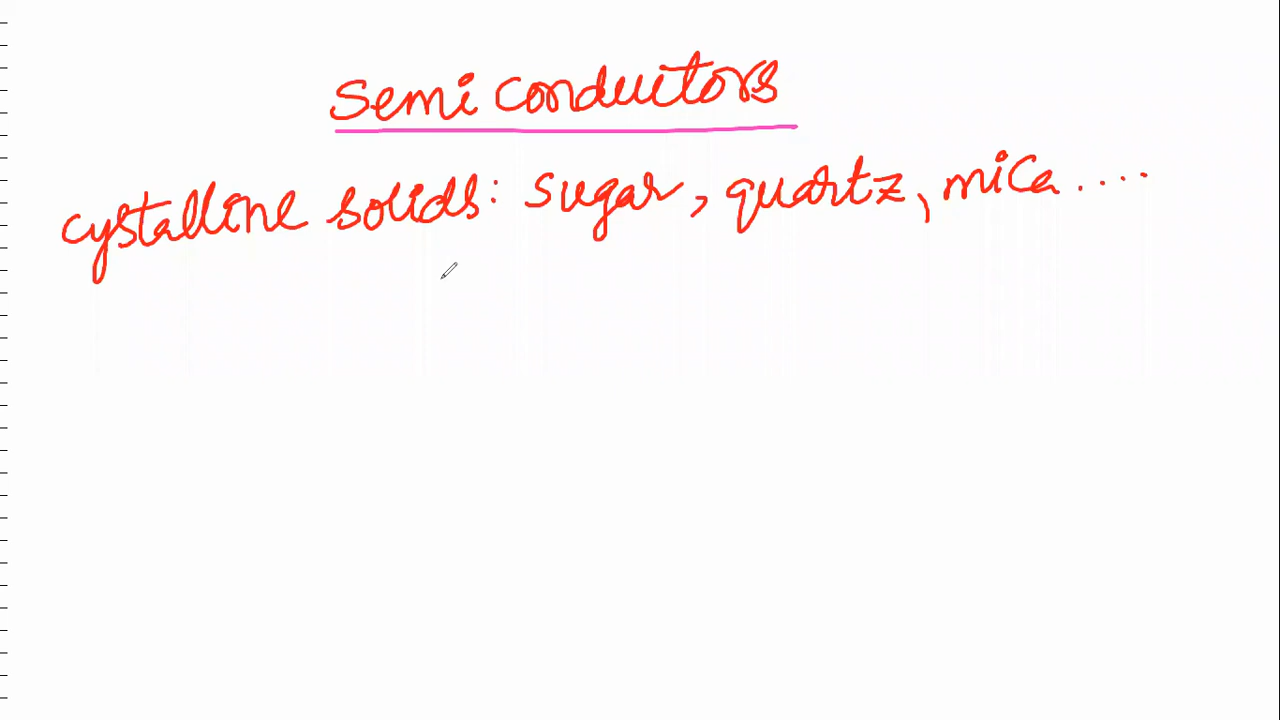 Semi conductors
cystalline solids: sugar, quartz, mica ....